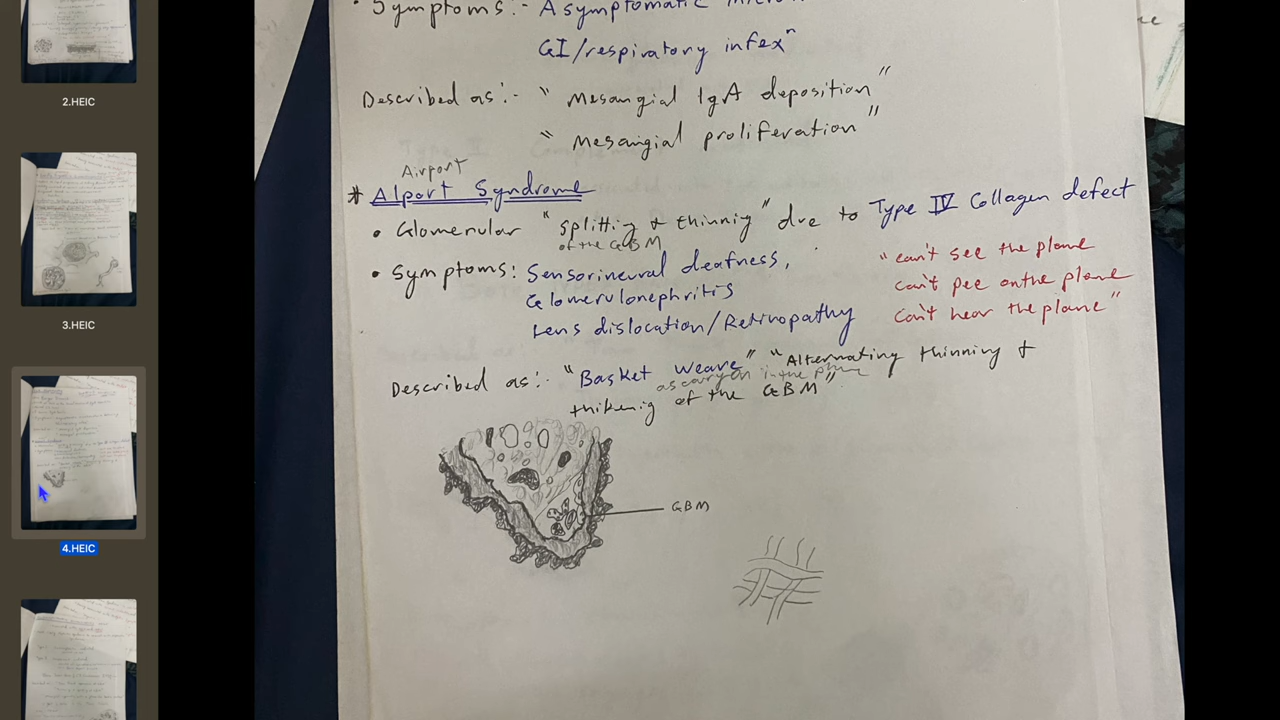 • Symptoms:- Asymptomatic
GI/respiratory infexⁿ
Described as:- "Mesangial IgA deposition"
"Mesangial proliferation"
Airport
* Alport Syndrome
• Glomerular "Splitting & thinnig" due to Type IV Collagen defect
of the GBM
• Symptoms: Sensorineural deafness,
Glomerulonephritis
Lens dislocation/Retinopathy
"can't see the plane
can't pee on the plane
can't hear the plane"
Described as:- "Basket Weave" "Alternating thinning &
as carry on in the plane
thikenig of the GBM"
GBM
2.HEIC
3.HEIC
4.HEIC